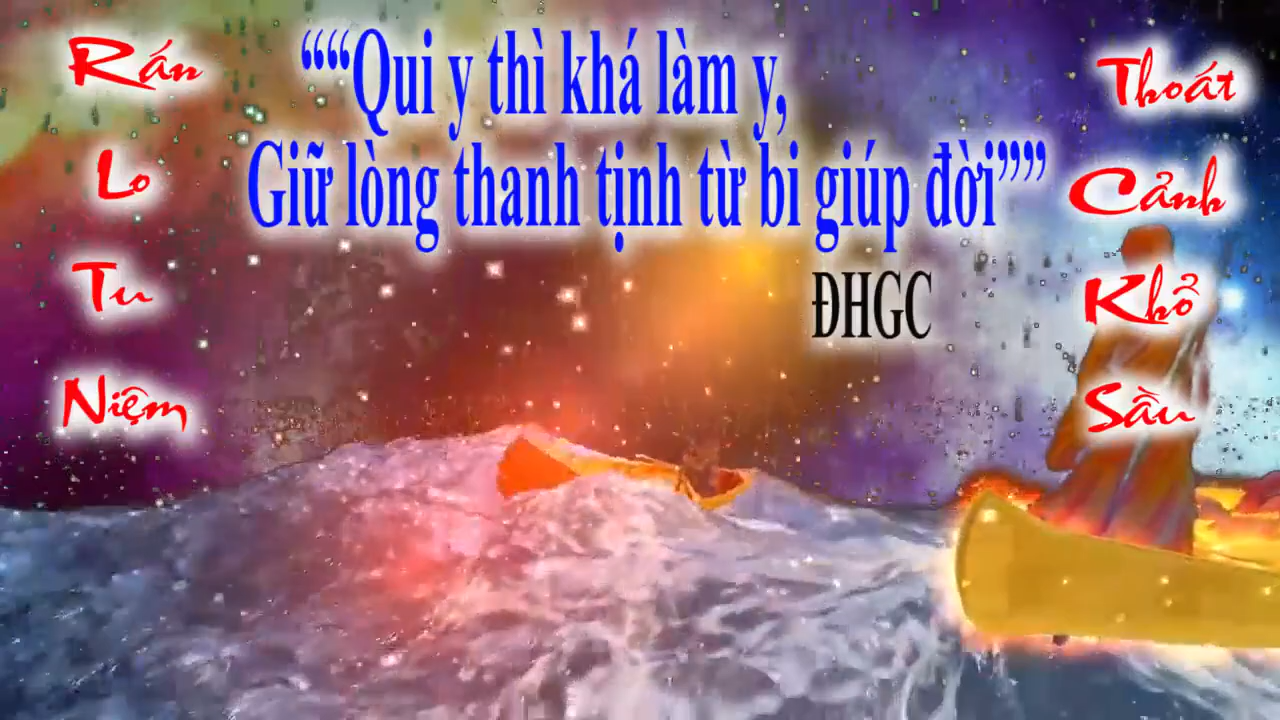 Rán
Lo
Tu
Niệm
““Qui y thì khá làm y,
Giữ lòng thanh tịnh từ bi giúp đời””
ĐHGC
Thoát
Cảnh
Khổ
Sầu